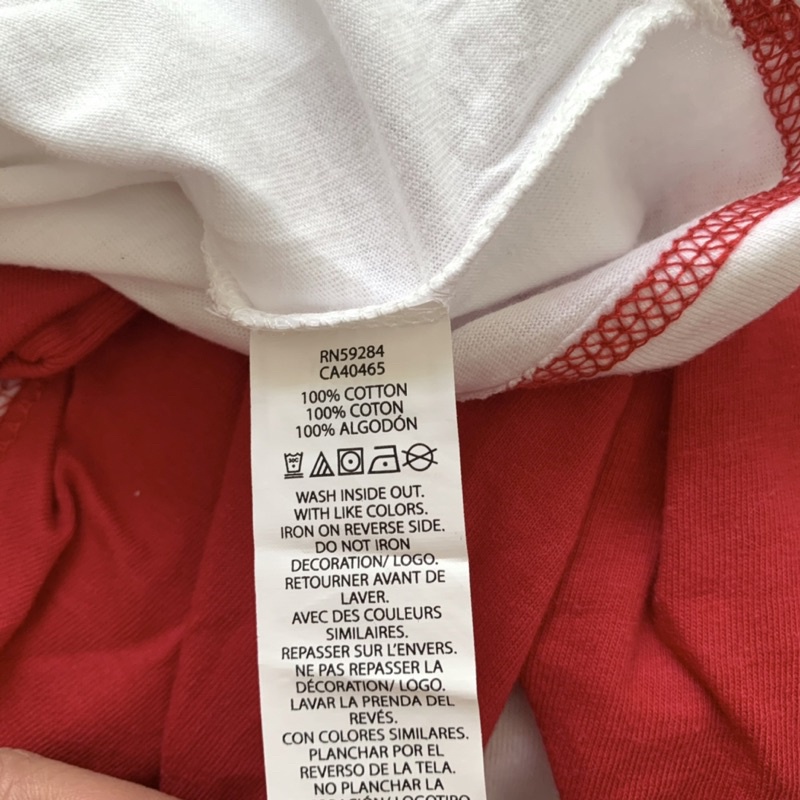 RN59284
CA40465
100% COTTON
100% COTON
100% ALGODÓN
30C
WASH INSIDE OUT.
WITH LIKE COLORS.
IRON ON REVERSE SIDE.
DO NOT IRON
DECORATION/ LOGO.
RETOURNER AVANT DE
LAVER.
AVEC DES COULEURS
SIMILAIRES.
REPASSER SUR L'ENVERS.
NE PAS REPASSER LA
DÉCORATION/ LOGO.
LAVAR LA PRENDA DEL
REVÉS.
CON COLORES SIMILARES.
PLANCHAR POR EL
REVERSO DE LA TELA.
NO PLANCHAR LA